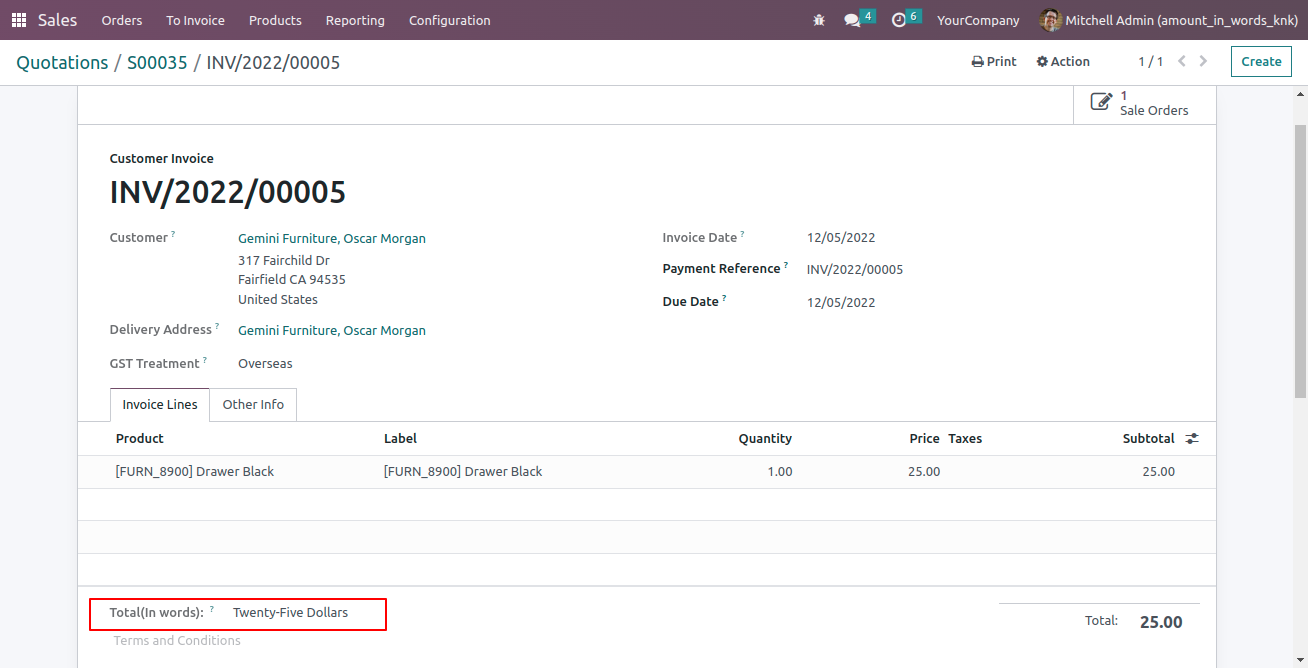 Sales Orders To Invoice Products Reporting Configuration 4 6 YourCompany Mitchell Admin (amount_in_words_knk)
Quotations / S00035 / INV/2022/00005 Print Action 1 / 1 Create
1
Sale Orders
Customer Invoice
INV/2022/00005
Customer ? Gemini Furniture, Oscar Morgan Invoice Date ? 12/05/2022
317 Fairchild Dr
Payment Reference ? INV/2022/00005
Fairfield CA 94535
United States Due Date ? 12/05/2022
Delivery Address ? Gemini Furniture, Oscar Morgan
GST Treatment ? Overseas
Invoice Lines Other Info
Product Label Quantity Price Taxes Subtotal
[FURN_8900] Drawer Black [FURN_8900] Drawer Black 1.00 25.00 25.00
Total(In words): ? Twenty-Five Dollars
Total: 25.00
Terms and Conditions